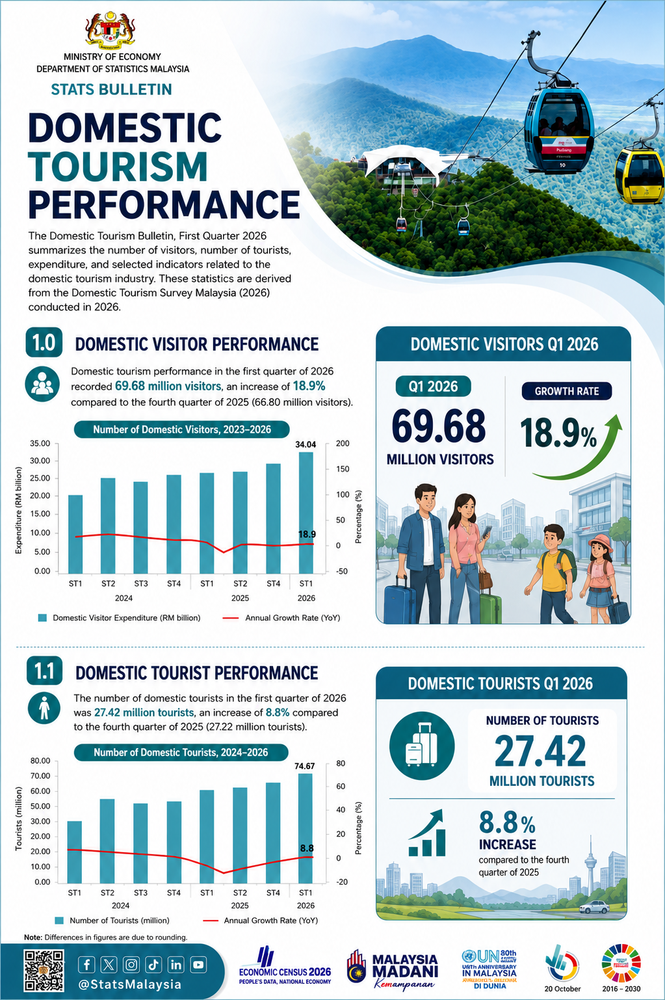 MINISTRY OF ECONOMY
DEPARTMENT OF STATISTICS MALAYSIA
STATS BULLETIN
DOMESTIC
TOURISM
PERFORMANCE
The Domestic Tourism Bulletin, First Quarter 2026
summarizes the number of visitors, number of tourists,
expenditure, and selected indicators related to the
domestic tourism industry. These statistics are derived
from the Domestic Tourism Survey Malaysia (2026)
conducted in 2026.
10
1.0
DOMESTIC VISITOR PERFORMANCE
Domestic tourism performance in the first quarter of 2026
recorded 69.68 million visitors, an increase of 18.9%
compared to the fourth quarter of 2025 (66.80 million visitors).
Number of Domestic Visitors, 2023–2026
Expenditure (RM billion)
35.00
30.00
25.00
20.00
15.00
10.00
5.00
0.00
34.04
18.9
200
150
100
50
0
-50
Percentage (%)
ST1 ST2 ST3 ST4 ST1 ST2 ST4 ST1
2024 2025 2026
Domestic Visitor Expenditure (RM billion) Annual Growth Rate (YoY)
DOMESTIC VISITORS Q1 2026
Q1 2026
69.68
MILLION VISITORS
GROWTH RATE
18.9%
1.1
DOMESTIC TOURIST PERFORMANCE
The number of domestic tourists in the first quarter of 2026
was 27.42 million tourists, an increase of 8.8% compared
to the fourth quarter of 2025 (27.22 million tourists).
Number of Domestic Tourists, 2024–2026
Tourists (million)
80.00
70.00
60.00
50.00
30.00
20.00
20.00
10.00
0.00
74.67
8.8
80
60
40
20
0
-20
Percentage (%)
ST1 ST2 ST3 ST4 ST1 ST2 ST4 ST1
2024 2025 2026
Number of Tourists (million) Annual Growth Rate (YoY)
DOMESTIC TOURISTS Q1 2026
NUMBER OF TOURISTS
27.42
MILLION TOURISTS
8.8%
INCREASE
compared to the fourth
quarter of 2025
Note: Differences in figures are due to rounding.
@StatsMalaysia
ECONOMIC CENSUS 2026
PEOPLE'S DATA, NATIONAL ECONOMY
MALAYSIA
MADANI
Kemampanan
UN 80th
ANNIVERSARY
IN MALAYSIA
DI DUNIA
20 October
2016 – 2030